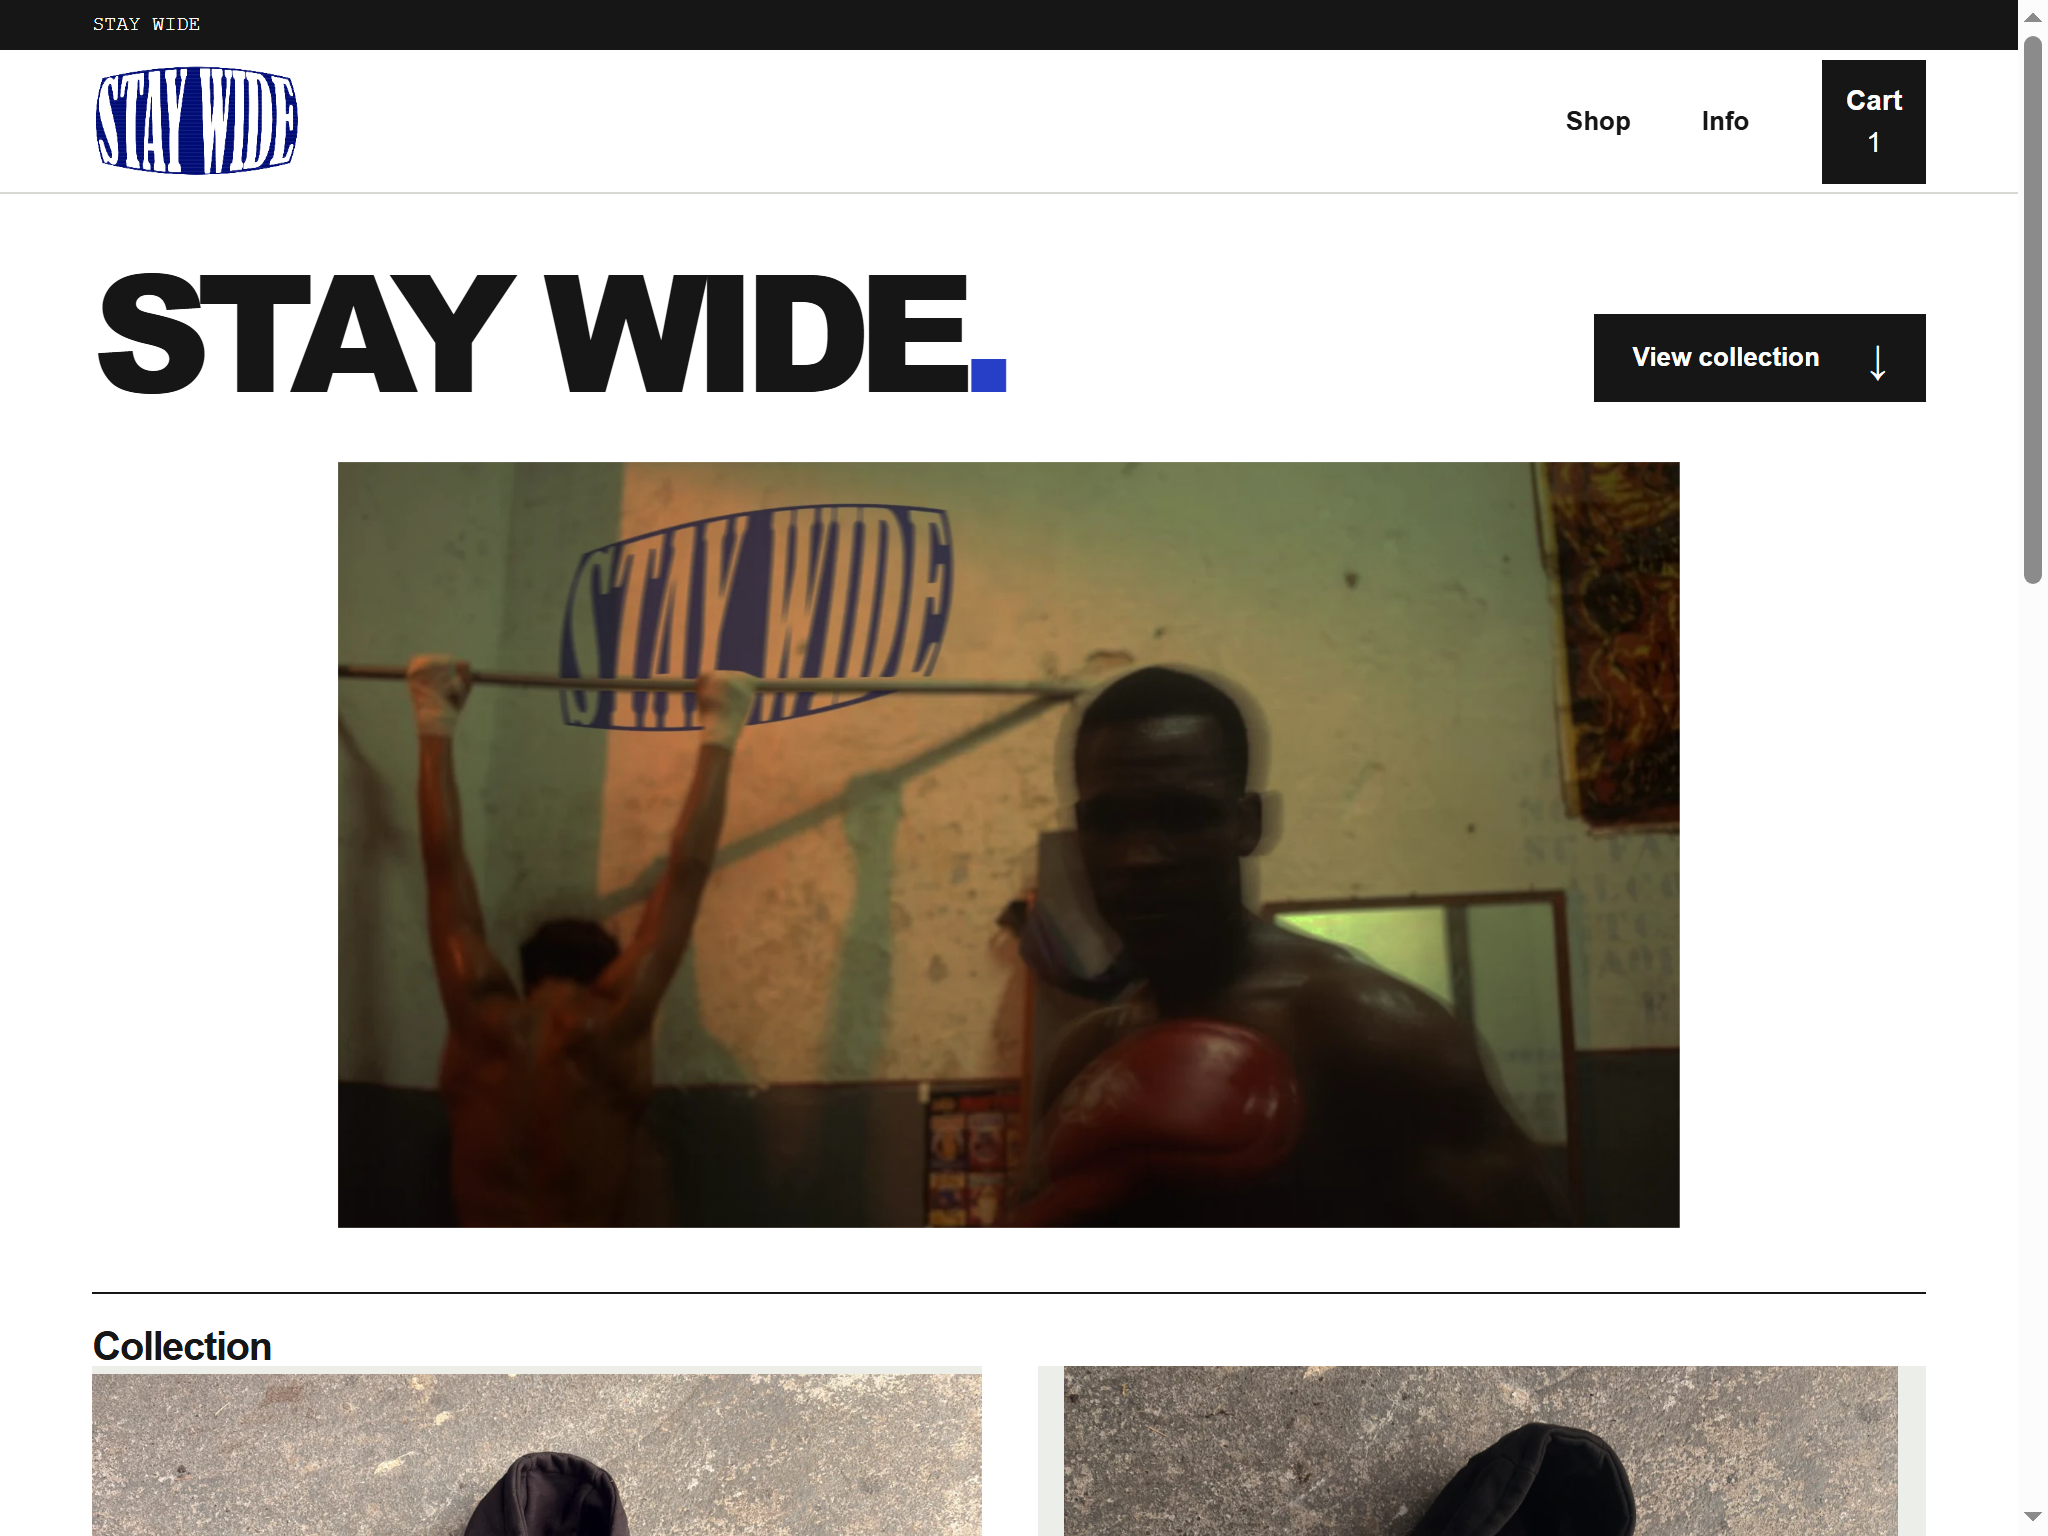 STAY WIDE
STAY WIDE
Shop
Info
Cart
1
STAY WIDE.
View collection ↓
STAY WIDE
Collection